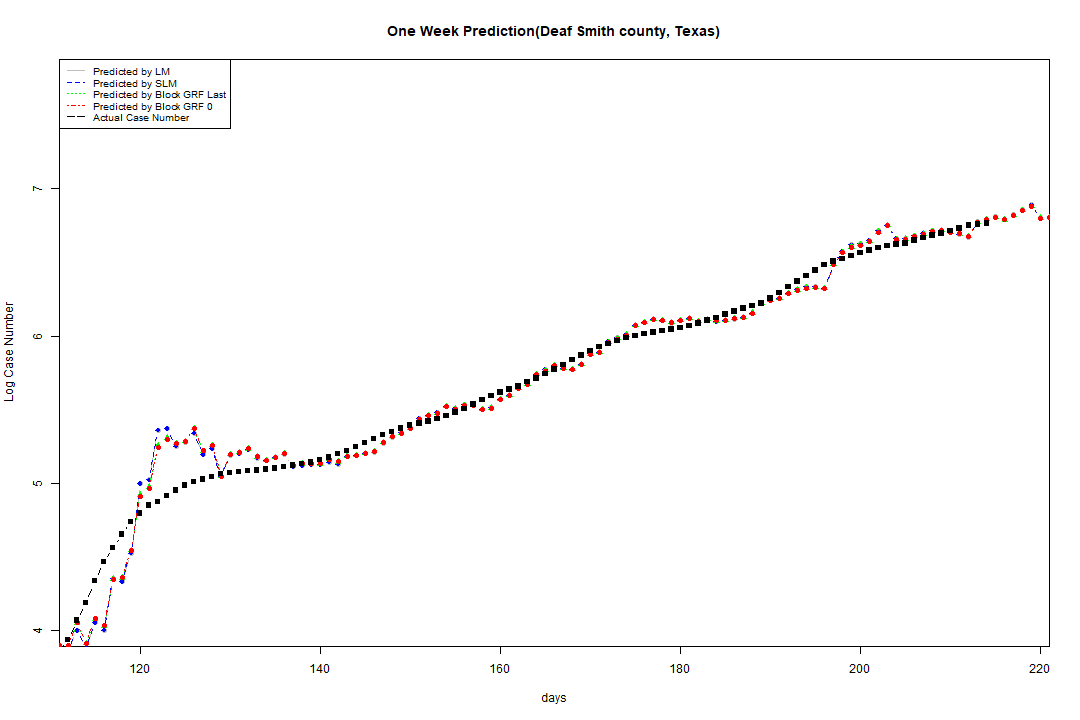 One Week Prediction(Deaf Smith county, Texas)
Predicted by LM
Predicted by SLM
Predicted by Block GRF Last
Predicted by Block GRF 0
Actual Case Number
7
6
5
4
Log Case Number
120 140 160 180 200 220
days